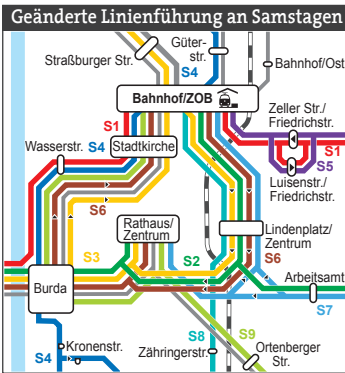 Geänderte Linienführung an Samstagen
Straßburger Str.
Güter-
str.
S4
Bahnhof/Ost
Bahnhof/ZOB
S1
Zeller Str./
Friedrichstr.
Wasserstr.
S4
Stadtkirche
S1
S5
Luisenstr./
Friedrichstr.
S6
Rathaus/
Zentrum
Lindenplatz/
Zentrum
S3
S2
S6
Burda
Arbeitsamt
S7
S4
Kronenstr.
S8
S9
Zähringerstr.
Ortenberger
Str.